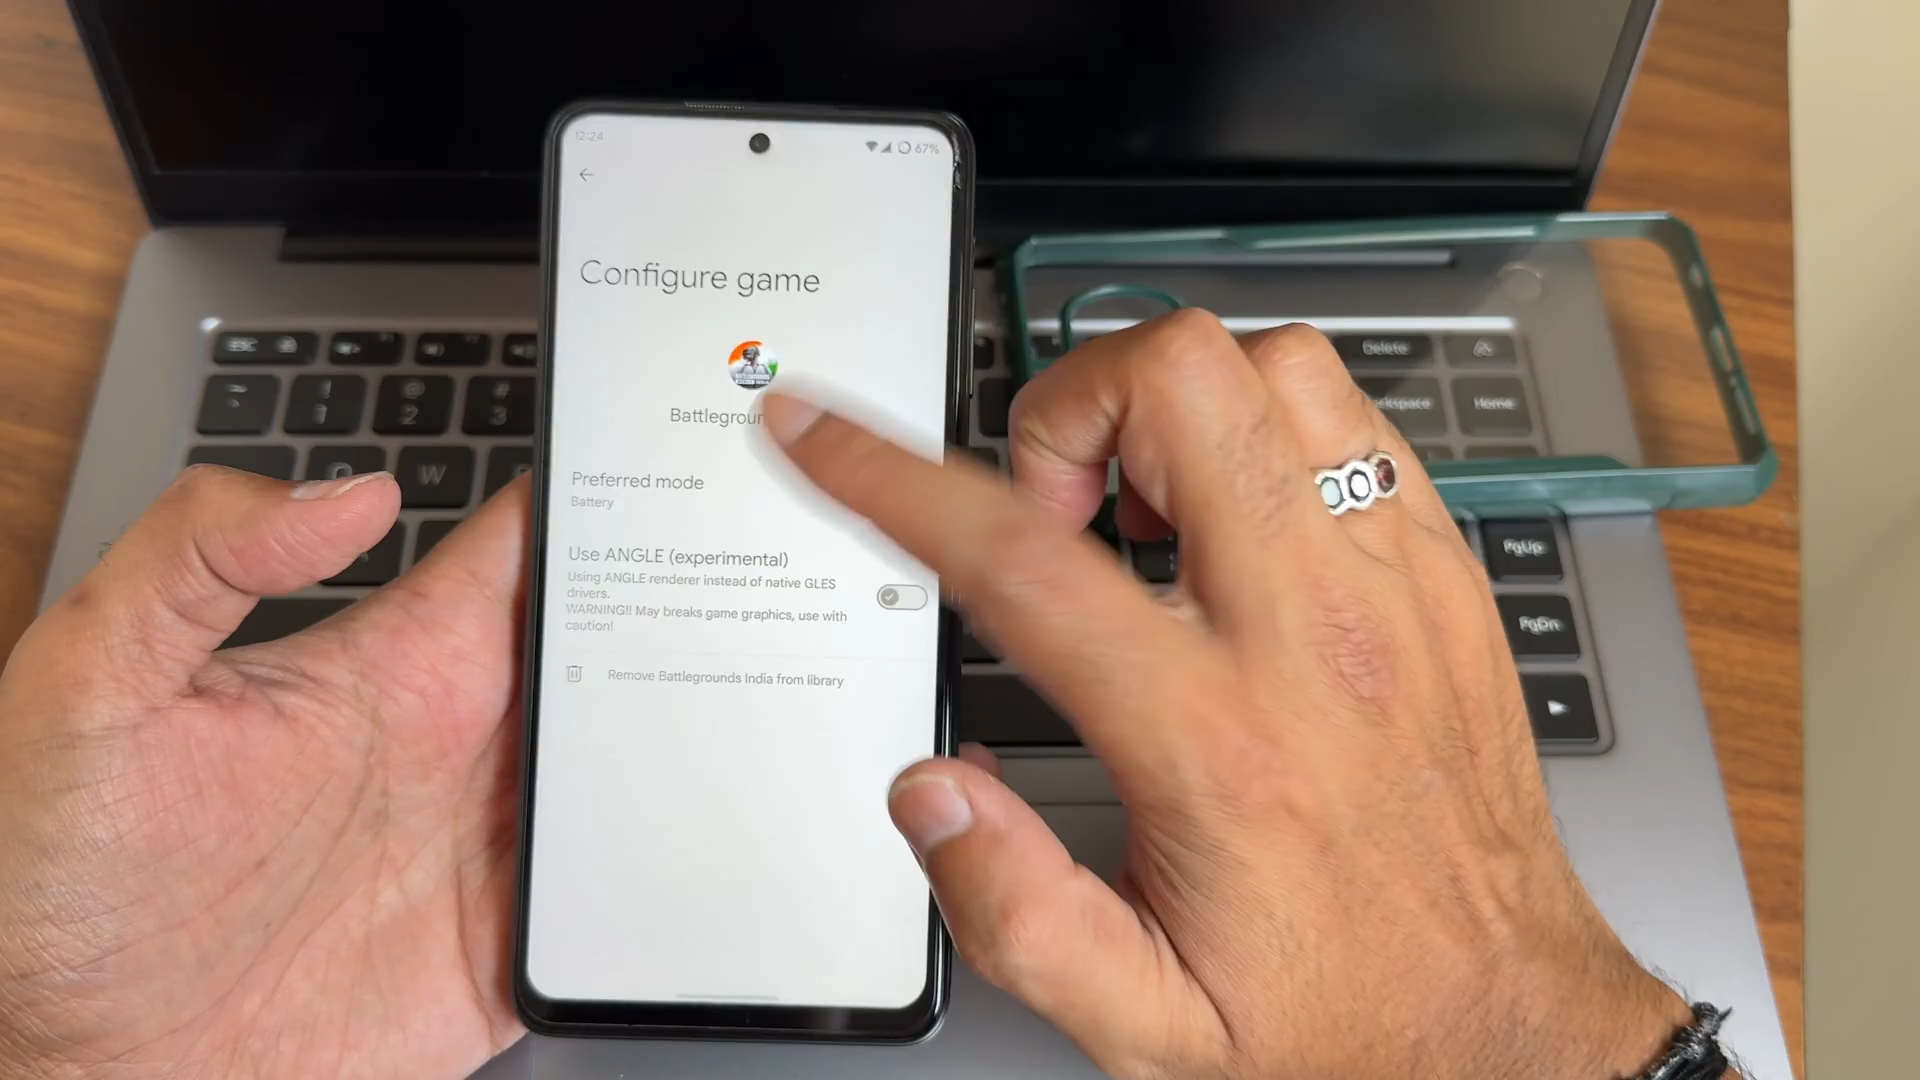 12:24
67%
Configure game
Battlegroun
Preferred mode
Battery
Use ANGLE (experimental)
Using ANGLE renderer instead of native GLES
drivers.
WARNING!! May breaks game graphics, use with
caution!
Remove Battlegrounds India from library
ESC
Delete
! 1
@ 2
# 3
Home
Q
W
PgUp
PgDn